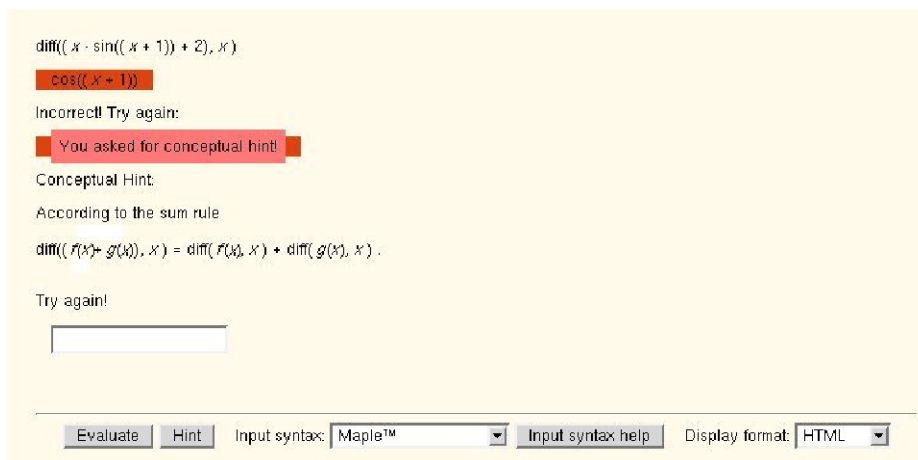 diff(( x · sin(( x + 1)) + 2), x )
cos(( x + 1))
Incorrect! Try again:
You asked for conceptual hint!
Conceptual Hint:
According to the sum rule
diff(( f(x)+ g(x)), x ) = diff( f(x), x ) + diff( g(x), x ) .
Try again!
Evaluate Hint Input syntax: Maple™ Input syntax help Display format: HTML